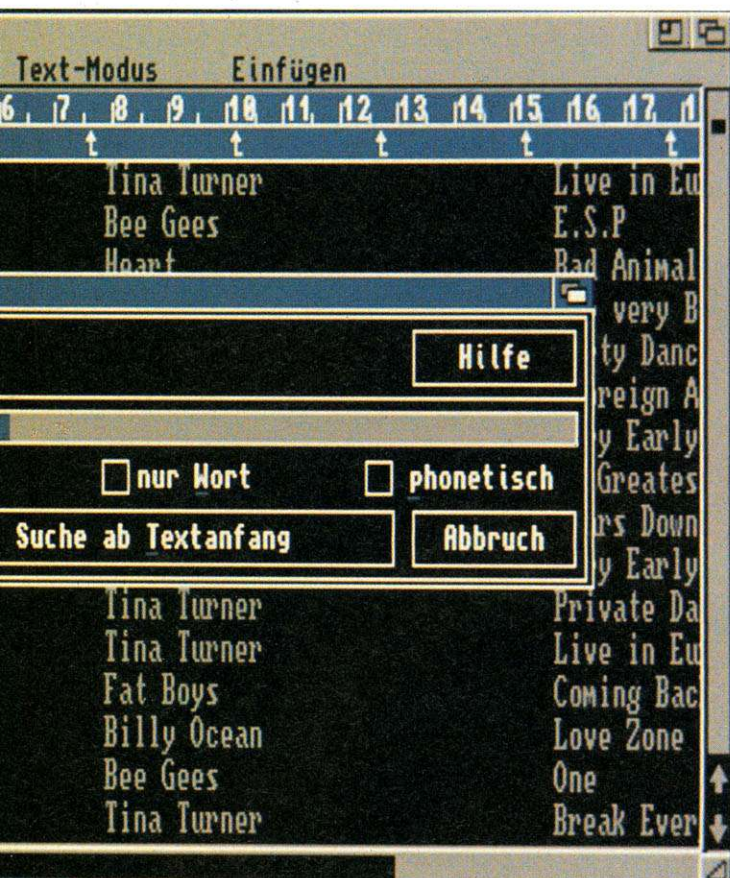 Text-Modus Einfügen
6 7 8 9 10 11 12 13 14 15 16 17 1
t t t t t
Tina Turner Live in Eu
Bee Gees E.S.P
Heart Bad Animal
very B
Hilfe ty Danc
reign A
y Early
nur Wort phonetisch Greates
rs Down
Suche ab Textanfang Abbruch
y Early
Tina Turner Private Da
Tina Turner Live in Eu
Fat Boys Coming Bac
Billy Ocean Love Zone
Bee Gees One
Tina Turner Break Ever